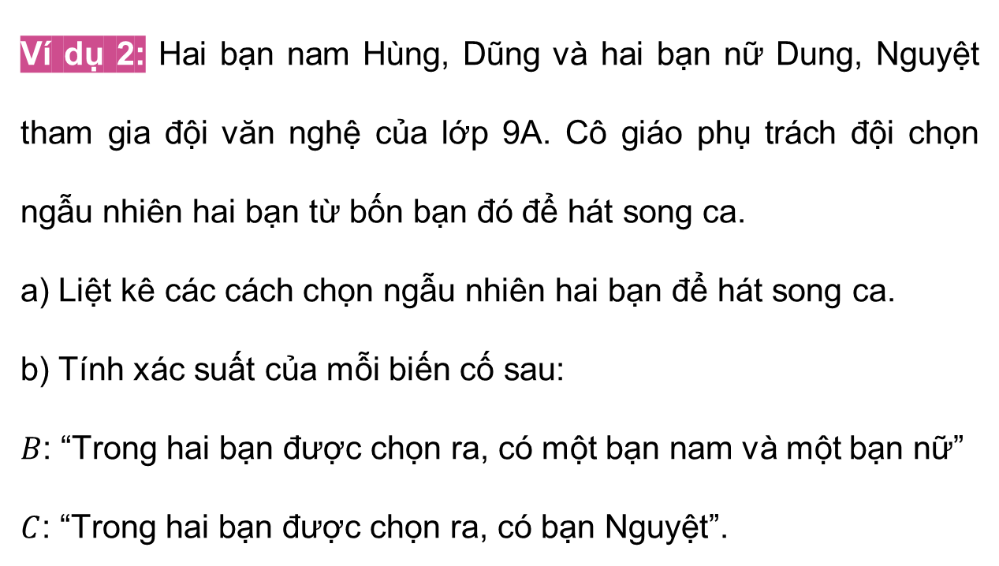 Ví dụ 2: Hai bạn nam Hùng, Dũng và hai bạn nữ Dung, Nguyệt
tham gia đội văn nghệ của lớp 9A. Cô giáo phụ trách đội chọn
ngẫu nhiên hai bạn từ bốn bạn đó để hát song ca.
a) Liệt kê các cách chọn ngẫu nhiên hai bạn để hát song ca.
b) Tính xác suất của mỗi biến cố sau:
𝐵: “Trong hai bạn được chọn ra, có một bạn nam và một bạn nữ”
𝐶: “Trong hai bạn được chọn ra, có bạn Nguyệt”.